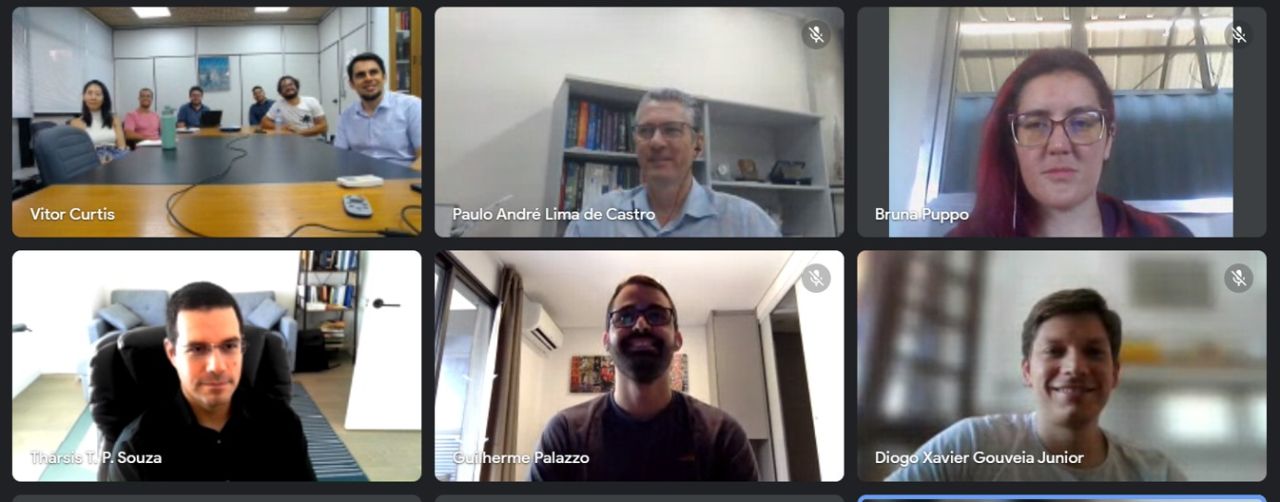 Vitor Curtis
Paulo André Lima de Castro
Bruna Puppo
Tharsis T. P. Souza
Guilherme Palazzo
Diogo Xavier Gouveia Junior